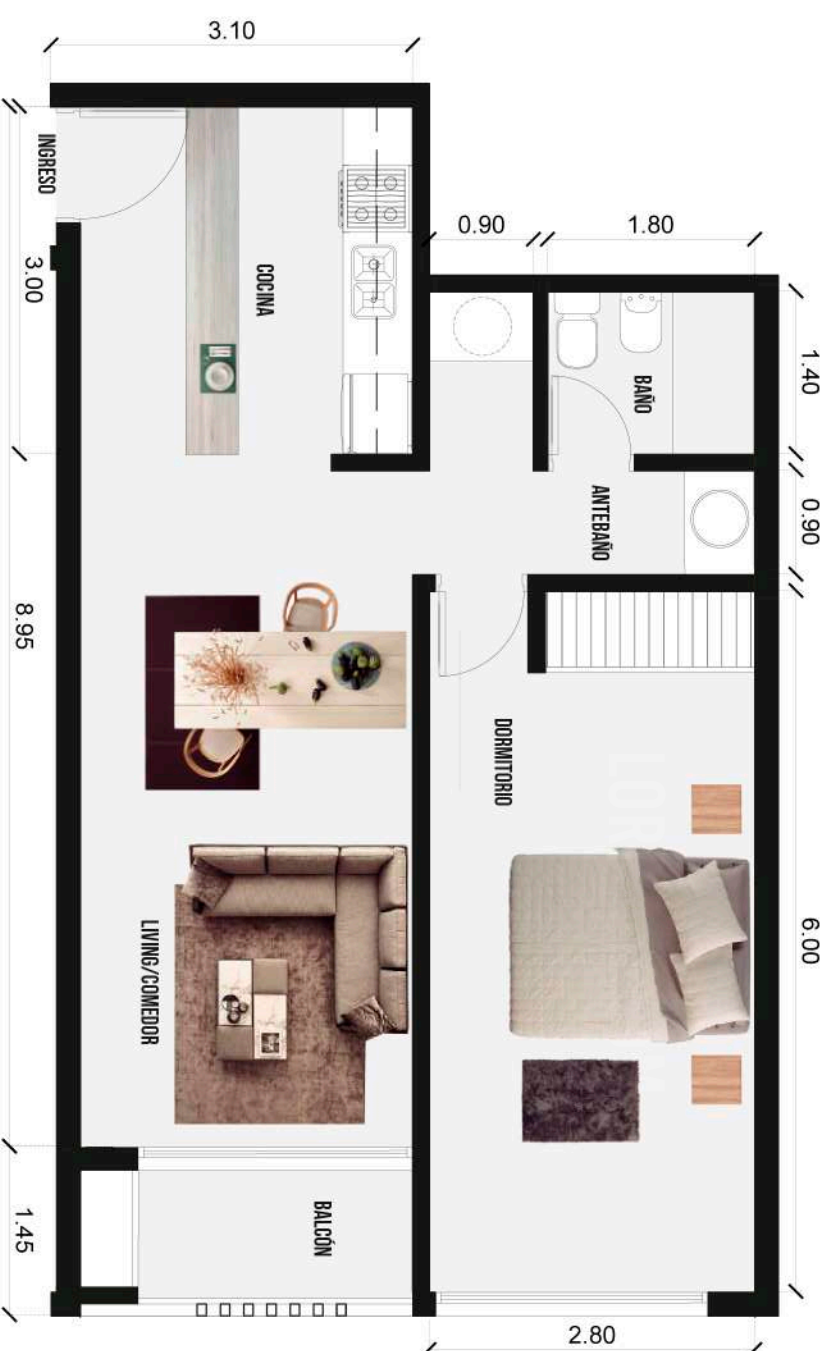 3.10
INGRESO
3.00
COCINA
0.90
1.80
BAÑO
1.40
ANTEBAÑO
0.90
8.95
DORMITORIO
6.00
LIVING/COMEDOR
BALCÓN
1.45
2.80